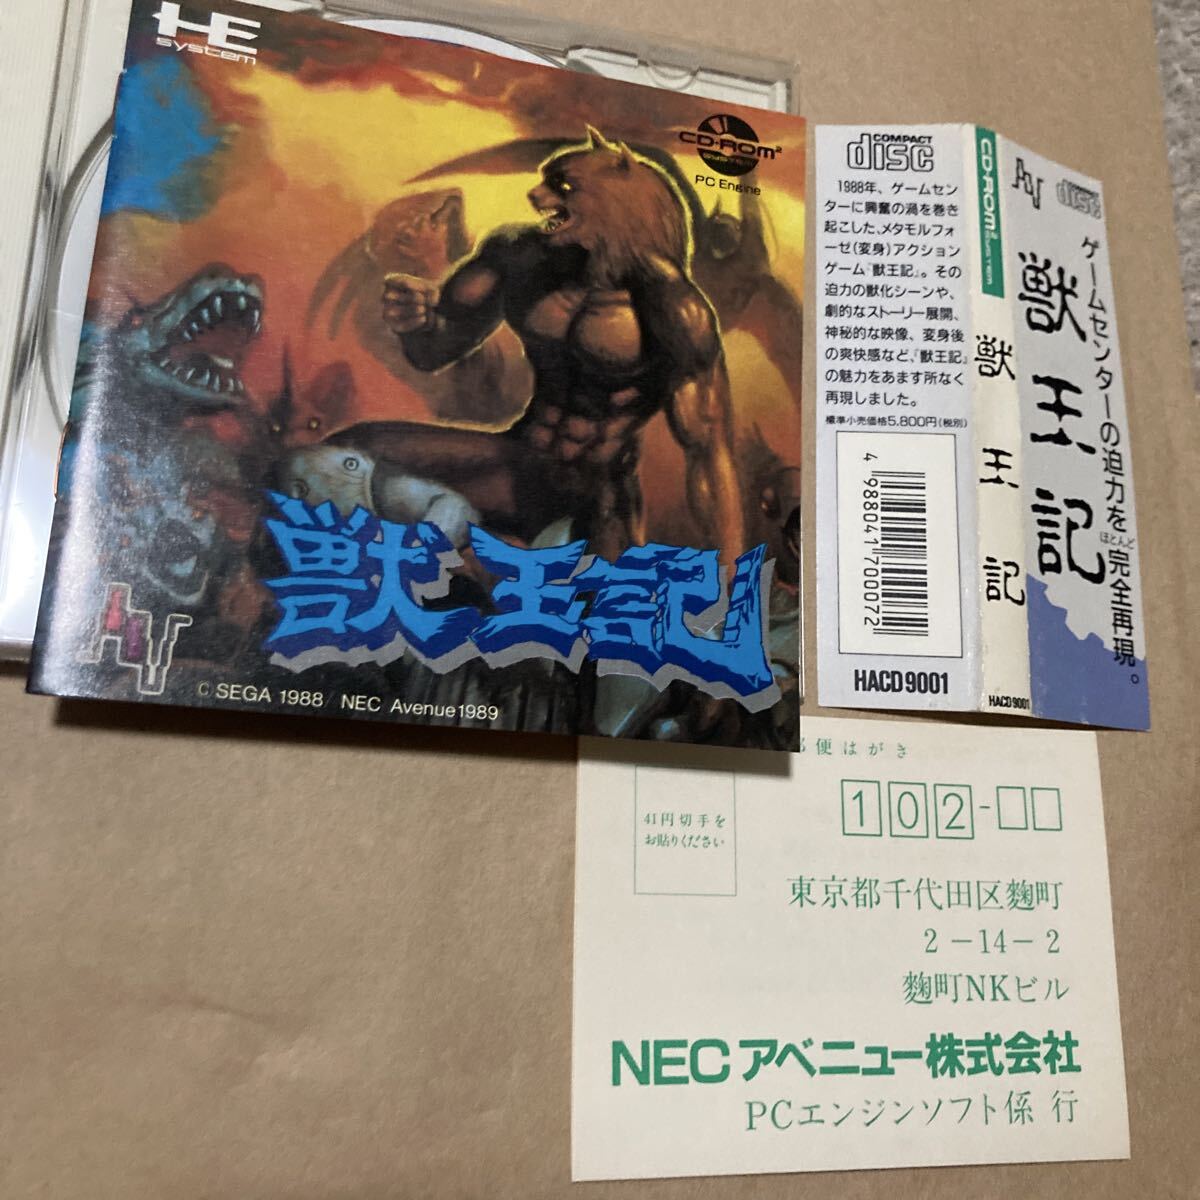 HE
system
CD-ROM²
SYSTEM
PC Engine
獣王記
© SEGA 1988 NEC Avenue1989
COMPACT
disc
1988年、ゲームセン
ターに興奮の渦を巻き
起こした、メタモルフォ
ーゼ(変身)アクション
ゲーム『獣王記』。その
迫力の獣化シーンや、
劇的なストーリー展開、
神秘的な映像、変身後
の爽快感など、『獣王記』
の魅力をあます所なく
再現しました。
標準小売価格5,800円(税別)
4988041700072
HACD9001
CD-ROM²
SYSTEM
獣王記
HACD9001
disc
ゲームセンターの迫力をほとんど完全再現。
獣王記
郵便はがき
41円切手を
お貼りください
102-
東京都千代田区麴町
2-14-2
麴町NKビル
NECアベニュー株式会社
PCエンジンソフト係 行